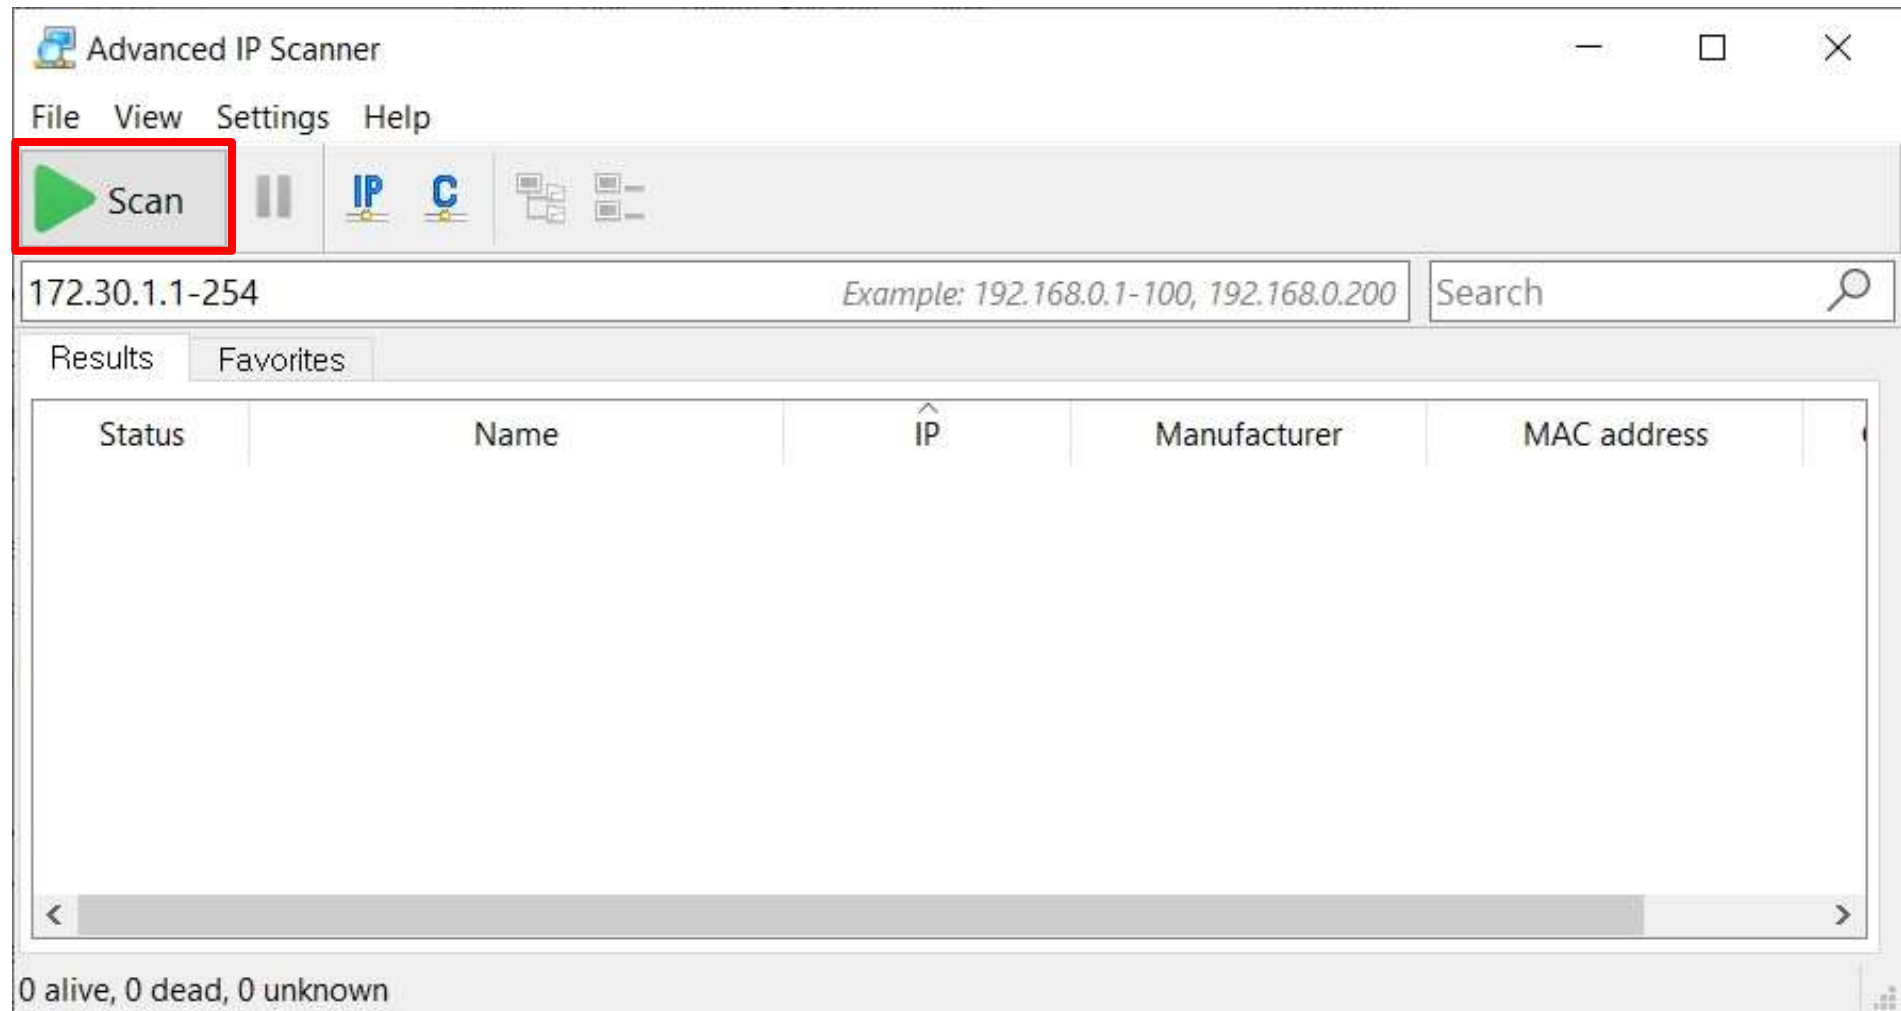 Advanced IP Scanner
File View Settings Help
Scan IP C
172.30.1.1-254 Example: 192.168.0.1-100, 192.168.0.200 Search
Results Favorites
Status Name IP Manufacturer MAC address
0 alive, 0 dead, 0 unknown